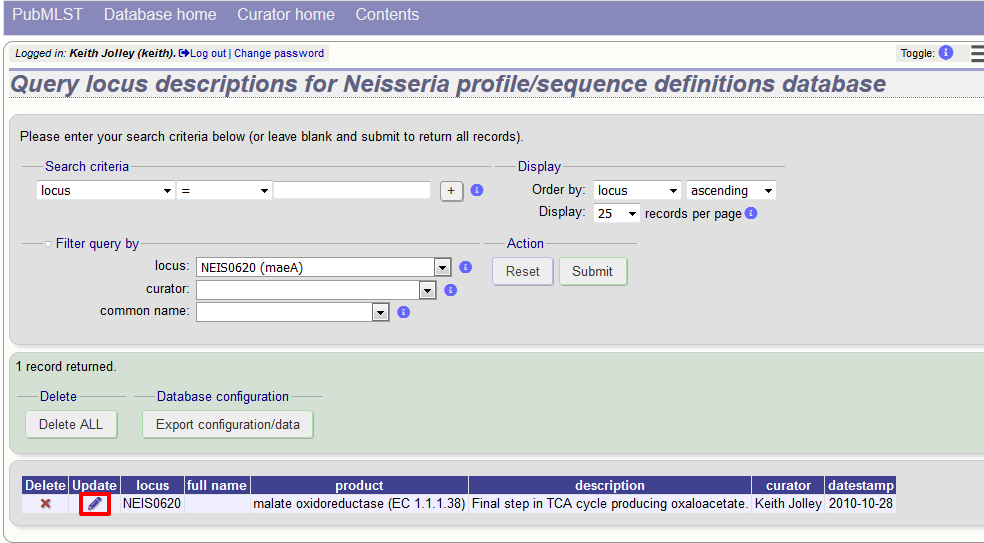 PubMLST Database home Curator home Contents
Logged in: Keith Jolley (keith). Log out | Change password Toggle: i
Query locus descriptions for Neisseria profile/sequence definitions database
Please enter your search criteria below (or leave blank and submit to return all records).
Search criteria Display
locus = + i Order by: locus ascending
Display: 25 records per page i
Filter query by Action
locus: NEIS0620 (maeA) i Reset Submit
curator: i
common name: i
1 record returned.
Delete Database configuration
Delete ALL Export configuration/data
Delete Update locus full name product description curator datestamp
NEIS0620 malate oxidoreductase (EC 1.1.1.38) Final step in TCA cycle producing oxaloacetate. Keith Jolley 2010-10-28